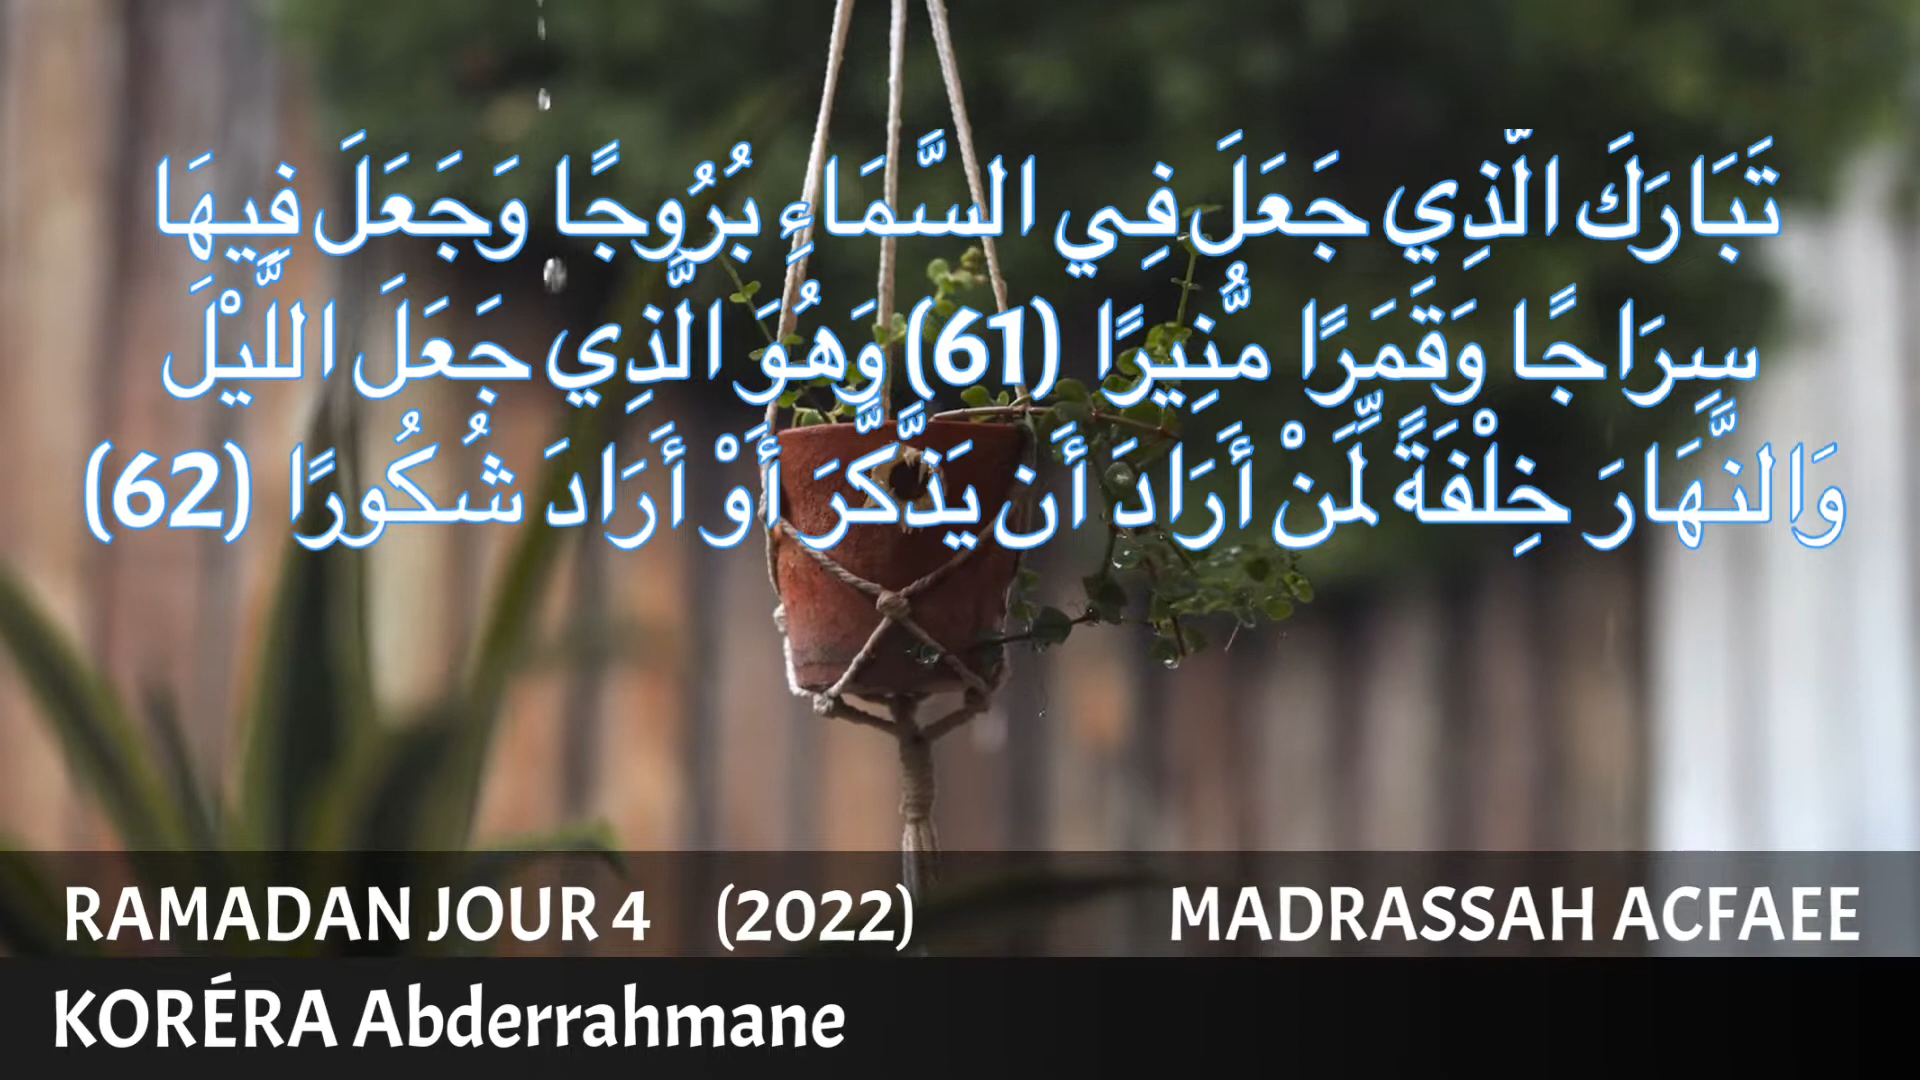 تَبَارَكَ الَّذِي جَعَلَ فِي السَّمَاءِ بُرُوجًا وَجَعَلَ فِيهَا
سِرَاجًا وَقَمَرًا مُّنِيرًا (61) وَهُوَ الَّذِي جَعَلَ اللَّيْلَ
وَالنَّهَارَ خِلْفَةً لِّمَنْ أَرَادَ أَن يَذَّكَّرَ أَوْ أَرَادَ شُكُورًا (62)
RAMADAN JOUR 4 (2022) MADRASSAH ACFAEE
KORÉRA Abderrahmane